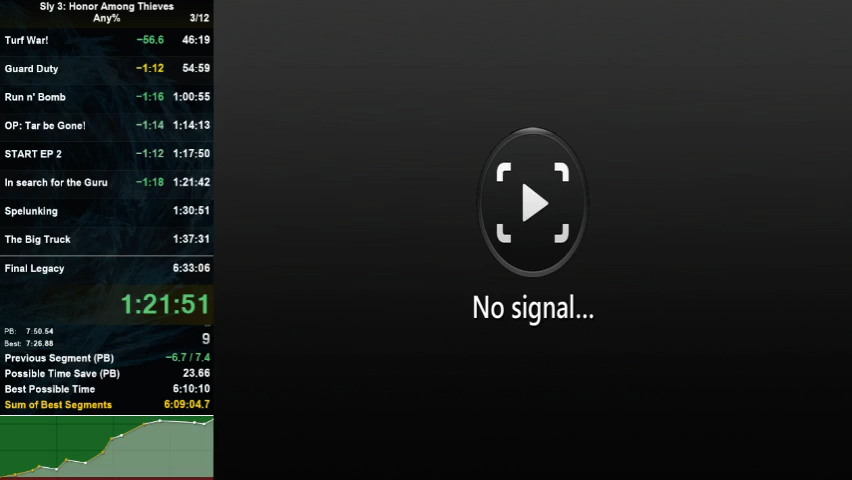 Sly 3: Honor Among Thieves
Any% 3/12
Turf War! −56.6 46:19
Guard Duty −1:12 54:59
Run n' Bomb −1:16 1:00:55
OP: Tar be Gone! −1:14 1:14:13
START EP 2 −1:12 1:17:50
In search for the Guru −1:18 1:21:42
Spelunking 1:30:51
The Big Truck 1:37:31
Final Legacy 6:33:06
1:21:51
PB: 7:50.54
Best: 7:26.88
9
Previous Segment (PB) −6.7 / 7.4
Possible Time Save (PB) 23.66
Best Possible Time 6:10:10
Sum of Best Segments 6:09:04.7
No signal...